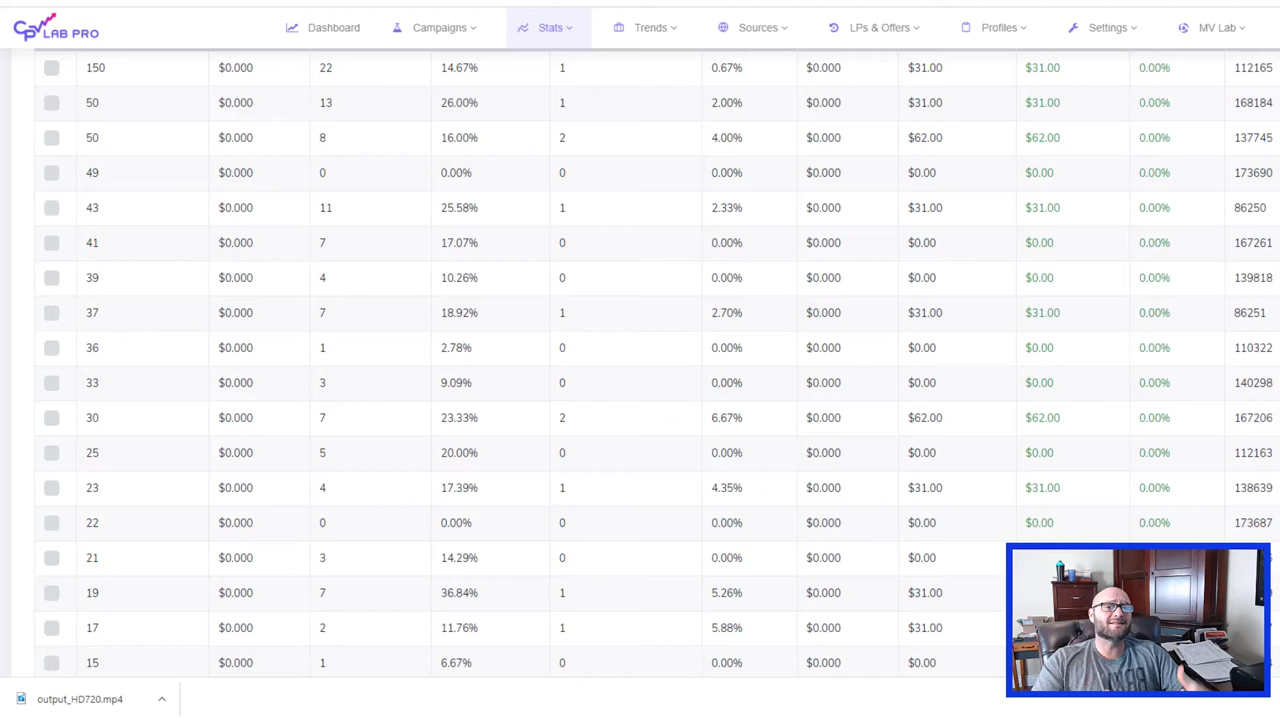 CPV LAB PRO Dashboard Campaigns Stats Trends Sources LPs & Offers Profiles Settings MV Lab
150 $0.000 22 14.67% 1 0.67% $0.000 $31.00 $31.00 0.00% 112165
50 $0.000 13 26.00% 1 2.00% $0.000 $31.00 $31.00 0.00% 168184
50 $0.000 8 16.00% 2 4.00% $0.000 $62.00 $62.00 0.00% 137745
49 $0.000 0 0.00% 0 0.00% $0.000 $0.00 $0.00 0.00% 173690
43 $0.000 11 25.58% 1 2.33% $0.000 $31.00 $31.00 0.00% 86250
41 $0.000 7 17.07% 0 0.00% $0.000 $0.00 $0.00 0.00% 167261
39 $0.000 4 10.26% 0 0.00% $0.000 $0.00 $0.00 0.00% 139818
37 $0.000 7 18.92% 1 2.70% $0.000 $31.00 $31.00 0.00% 86251
36 $0.000 1 2.78% 0 0.00% $0.000 $0.00 $0.00 0.00% 110322
33 $0.000 3 9.09% 0 0.00% $0.000 $0.00 $0.00 0.00% 140298
30 $0.000 7 23.33% 2 6.67% $0.000 $62.00 $62.00 0.00% 167206
25 $0.000 5 20.00% 0 0.00% $0.000 $0.00 $0.00 0.00% 112163
23 $0.000 4 17.39% 1 4.35% $0.000 $31.00 $31.00 0.00% 138639
22 $0.000 0 0.00% 0 0.00% $0.000 $0.00 $0.00 0.00% 173687
21 $0.000 3 14.29% 0 0.00% $0.000 $0.00
19 $0.000 7 36.84% 1 5.26% $0.000 $31.00
17 $0.000 2 11.76% 1 5.88% $0.000 $31.00
15 $0.000 1 6.67% 0 0.00% $0.000 $0.00
output_HD720.mp4